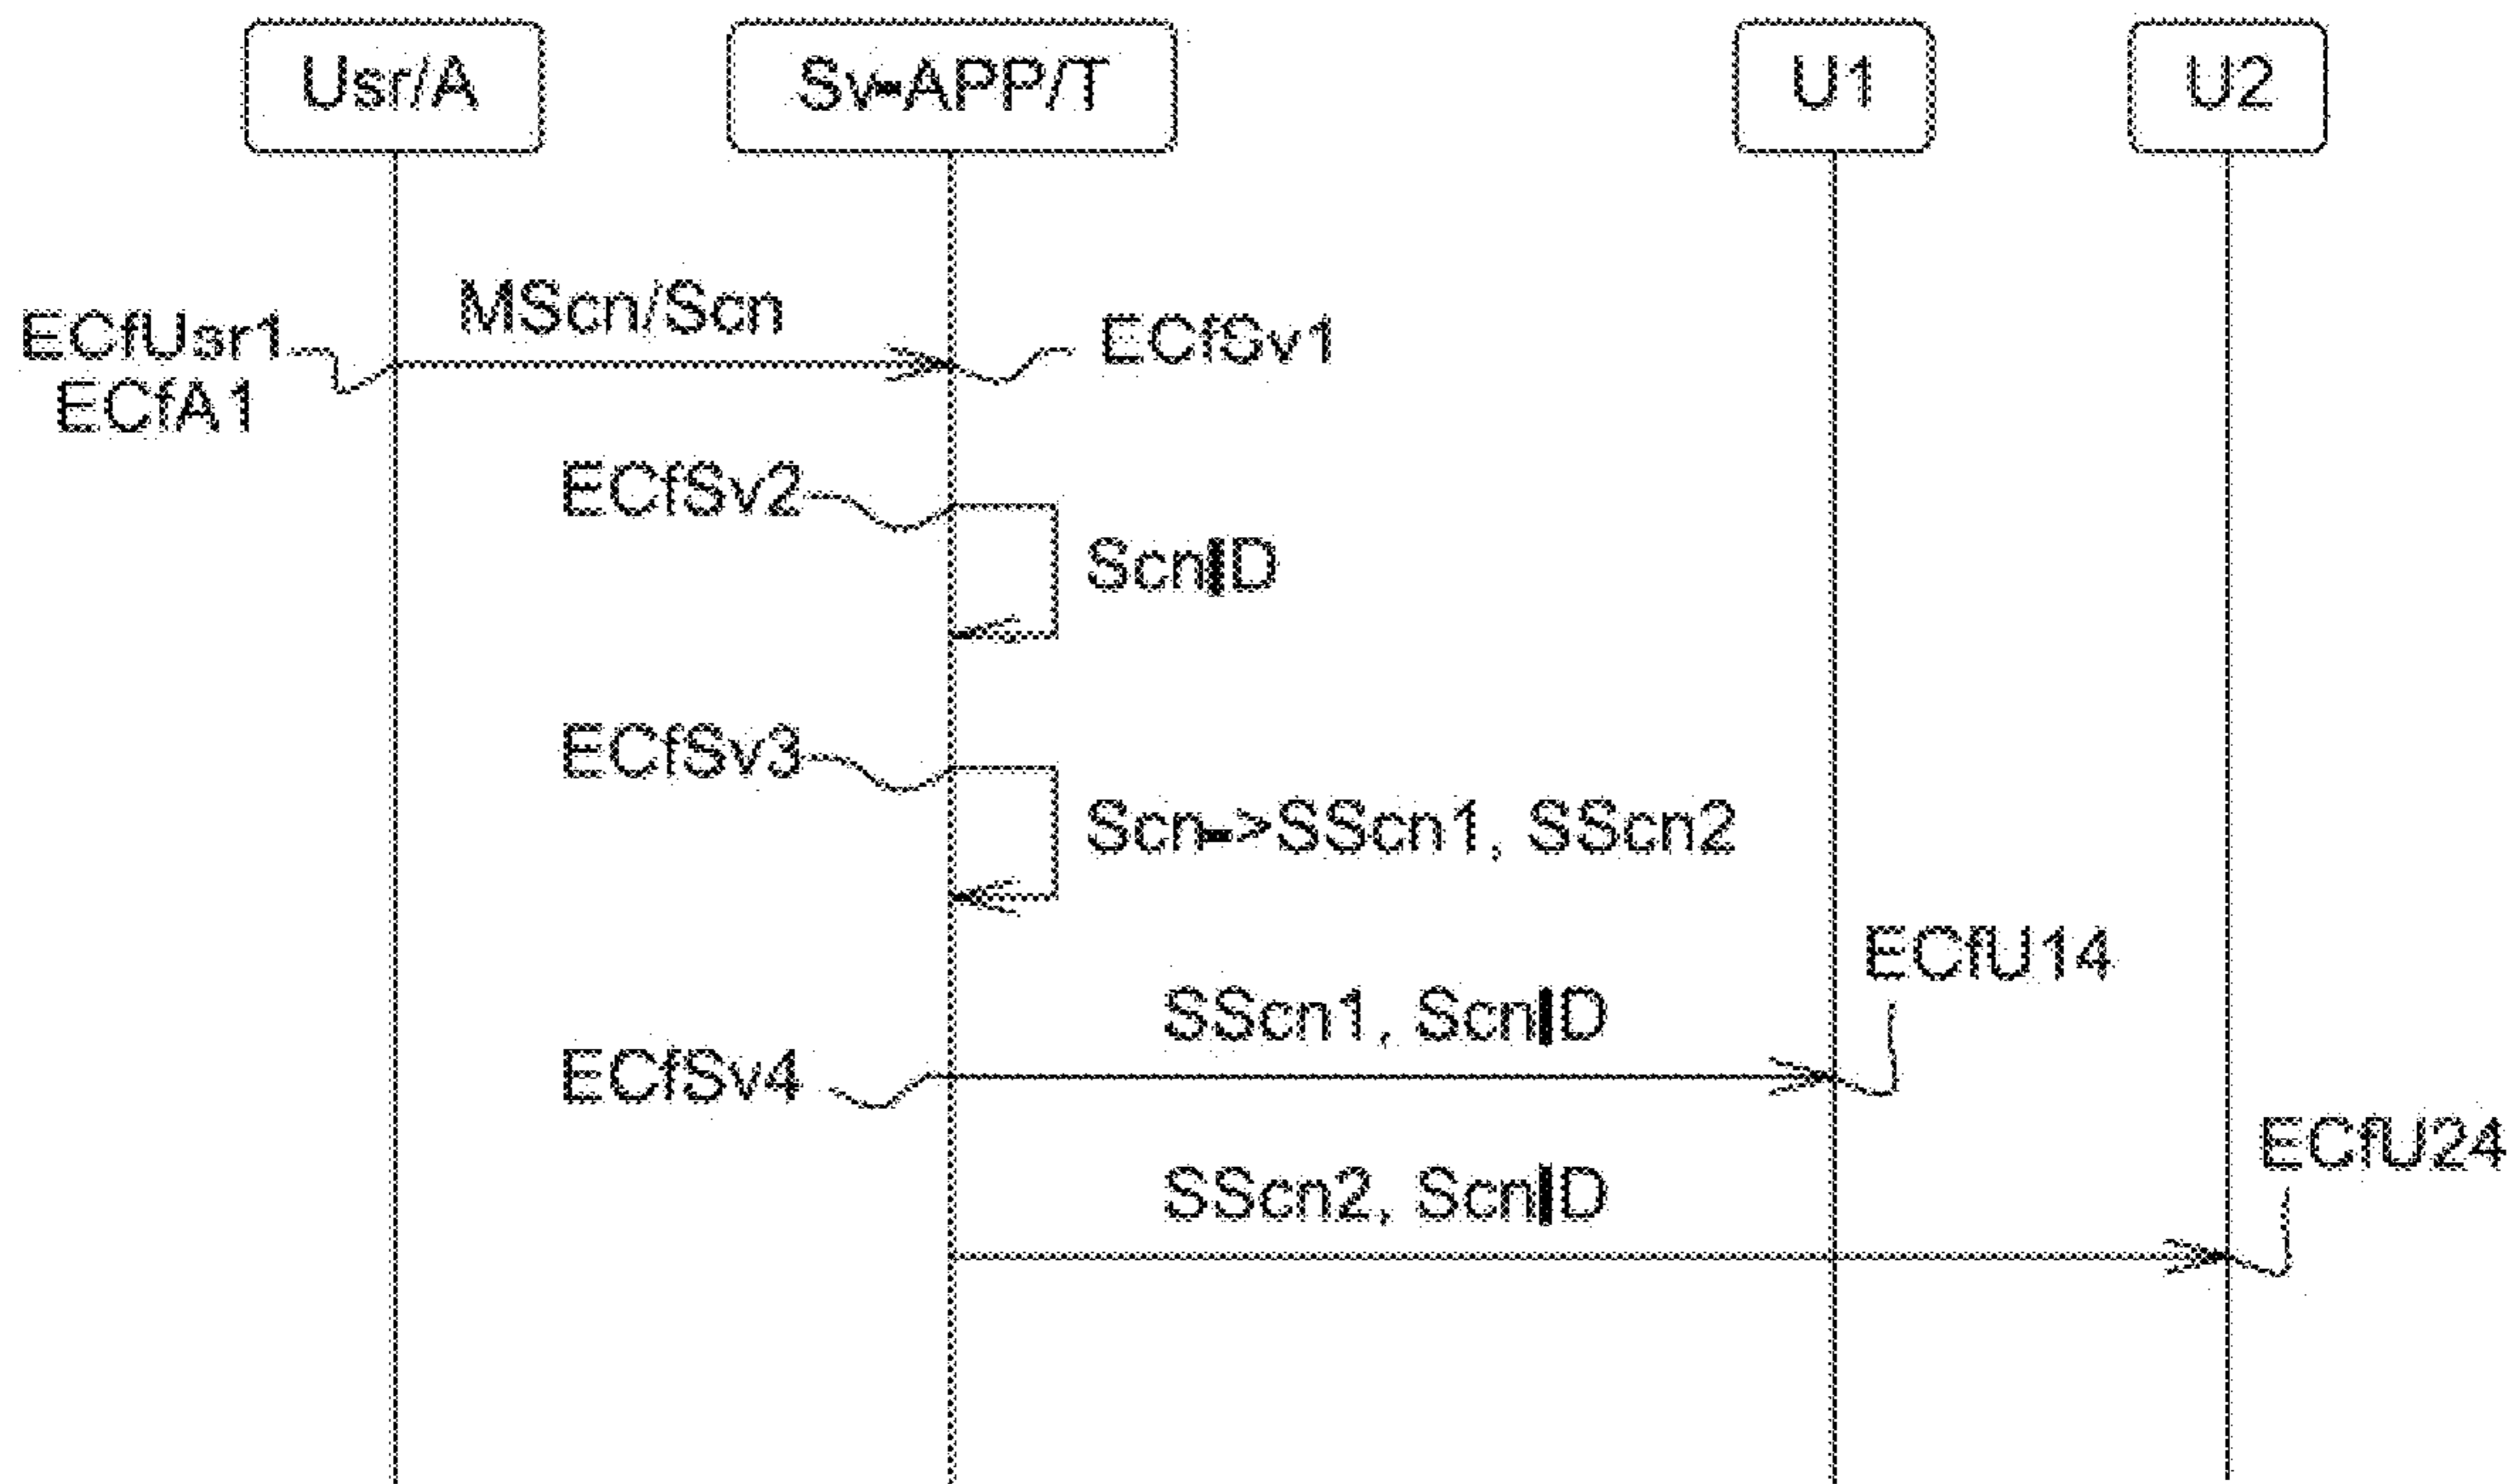 Usr/A
Sv-APP/T
U1
U2
MScn/Scn
ECfUsr1
ECfA1
ECfSv1
ECfSv2
ScnID
ECfSv3
Scn->SScn1, SScn2
ECfU14
SScn1, ScnID
ECfSv4
ECfU24
SScn2, ScnID